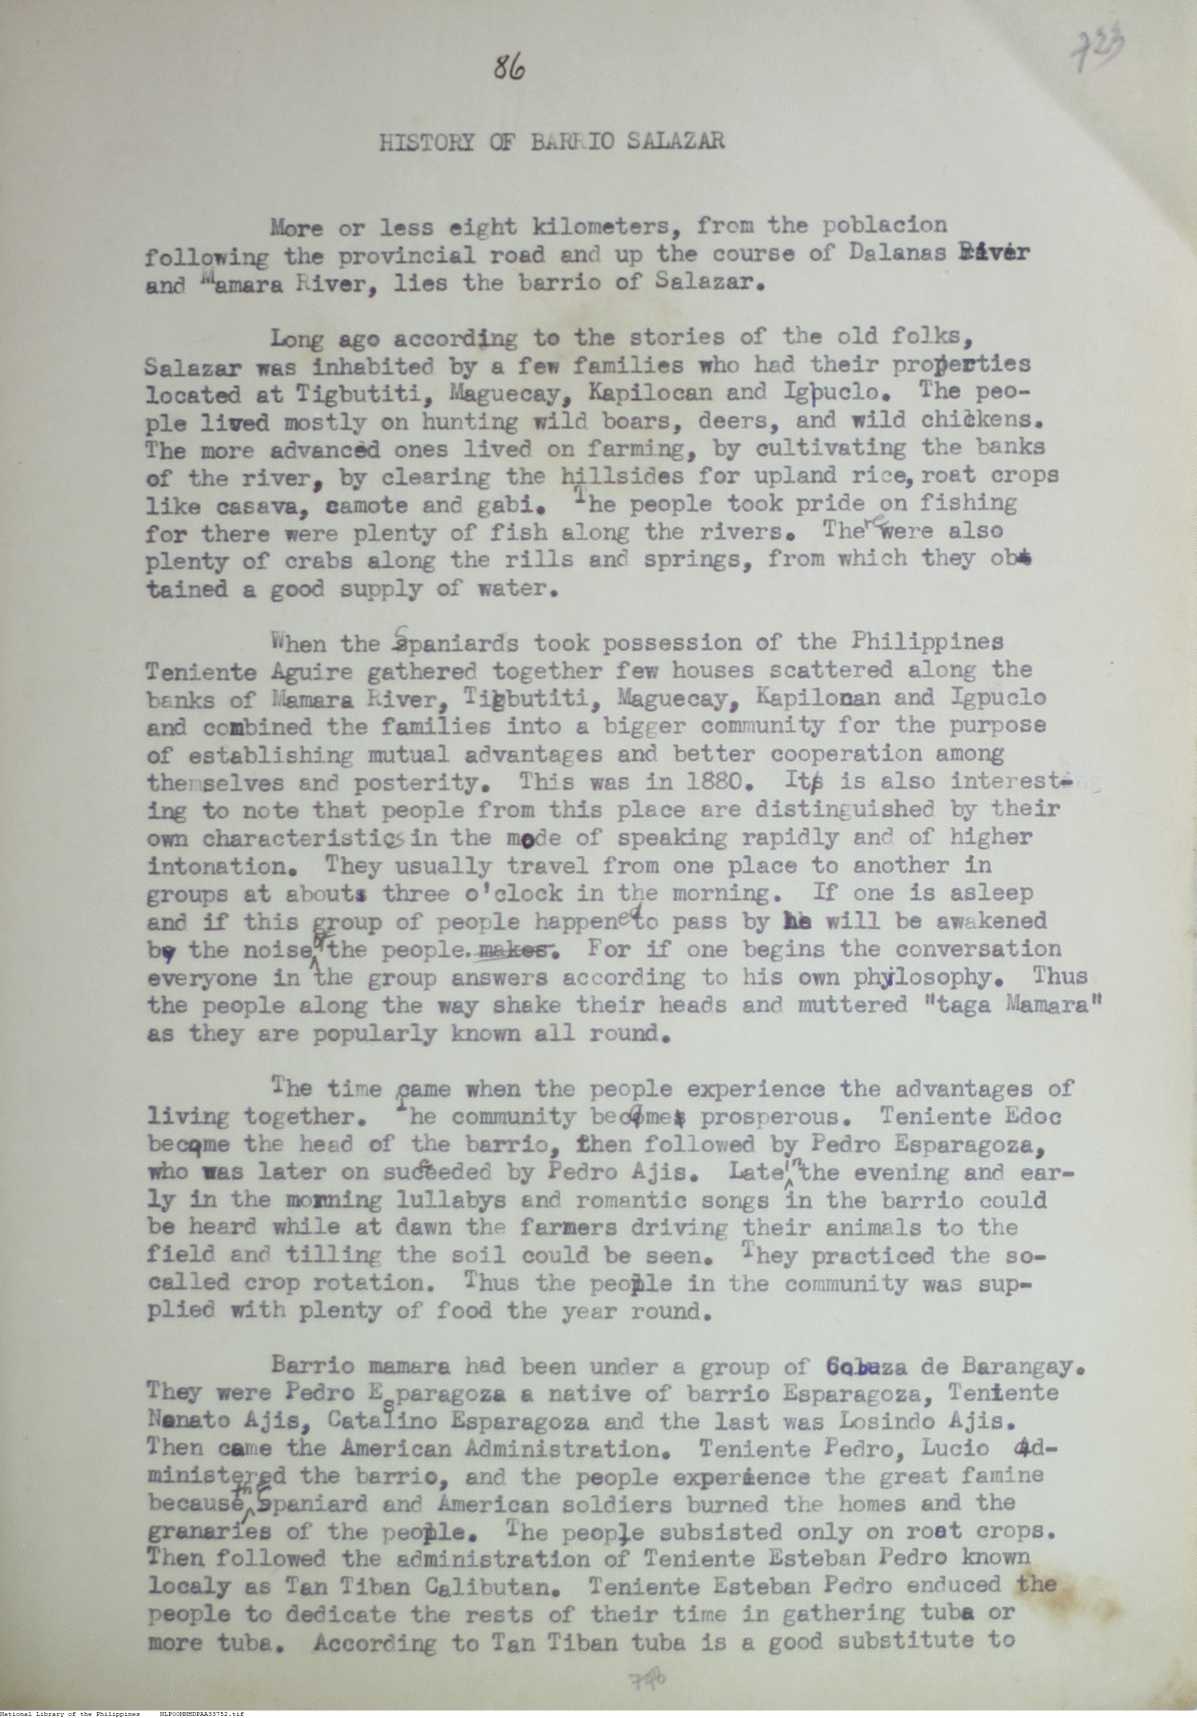 723
86
HISTORY OF BARRIO SALAZAR
More or less eight kilometers, from the poblacion
following the provincial road and up the course of Dalanas River
and Mamara River, lies the barrio of Salazar.
Long ago according to the stories of the old folks,
Salazar was inhabited by a few families who had their properties
located at Tigbutiti, Maguecay, Kapilocan and Igpuclo. The peo-
ple lived mostly on hunting wild boars, deers, and wild chickens.
The more advanced ones lived on farming, by cultivating the banks
of the river, by clearing the hillsides for upland rice, roat crops
like casava, camote and gabi. The people took pride on fishing
for there were plenty of fish along the rivers. There were also
plenty of crabs along the rills and springs, from which they ob-
tained a good supply of water.
When the Spaniards took possession of the Philippines
Teniente Aguire gathered together few houses scattered along the
banks of Mamara River, Tigbutiti, Maguecay, Kapilocan and Igpuclo
and combined the families into a bigger community for the purpose
of establishing mutual advantages and better cooperation among
themselves and posterity. This was in 1880. It is also interest-
ing to note that people from this place are distinguished by their
own characteristics in the mode of speaking rapidly and of higher
intonation. They usually travel from one place to another in
groups at about three o'clock in the morning. If one is asleep
and if this group of people happened to pass by he will be awakened
by the noise of the people. makes. For if one begins the conversation
everyone in the group answers according to his own phylosophy. Thus
the people along the way shake their heads and muttered "taga Mamara"
as they are popularly known all round.
The time came when the people experience the advantages of
living together. The community becomes prosperous. Teniente Edoc
become the head of the barrio, then followed by Pedro Esparagoza,
who was later on succeeded by Pedro Ajis. Late in the evening and ear-
ly in the morning lullabys and romantic songs in the barrio could
be heard while at dawn the farmers driving their animals to the
field and tilling the soil could be seen. They practiced the so-
called crop rotation. Thus the people in the community was sup-
plied with plenty of food the year round.
Barrio mamara had been under a group of Cabeza de Barangay.
They were Pedro Esparagoza a native of barrio Esparagoza, Teniente
Nonato Ajis, Catalino Esparagoza and the last was Losindo Ajis.
Then came the American Administration. Teniente Pedro, Lucio ad-
ministered the barrio, and the people experience the great famine
because the Spaniard and American soldiers burned the homes and the
granaries of the people. The people subsisted only on root crops.
Then followed the administration of Teniente Esteban Pedro known
localy as Tan Tiban Calibutan. Teniente Esteban Pedro enduced the
people to dedicate the rests of their time in gathering tuba or
more tuba. According to Tan Tiban tuba is a good substitute to
National Library of the Philippines NLPOOMEMDPAA33752.tif